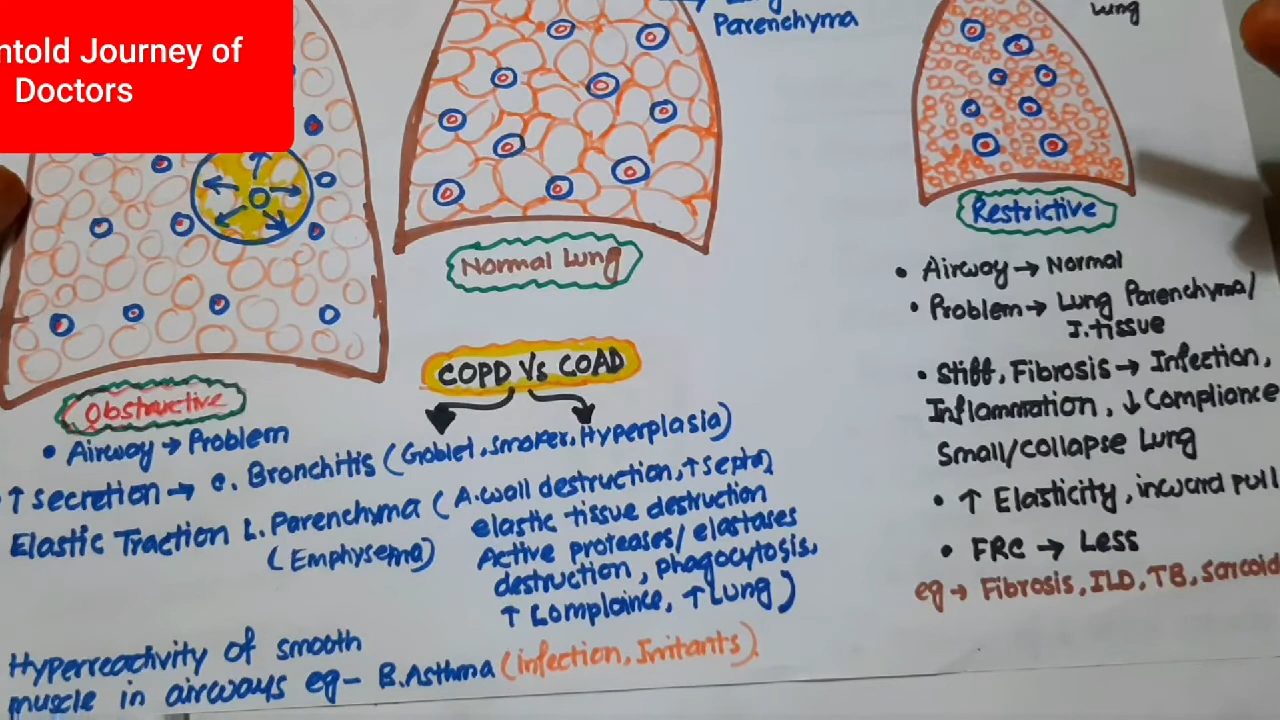 ntold Journey of
Doctors
Parenchyma
Lung
Obstructive
• Airway → Problem
↑ secretion → c. Bronchitis (Goblet, smoker, Hyperplasia)
Elastic Traction L. Parenchyma (A. wall destruction, ↑ septa
(Emphysema)
elastic tissue destruction
Active proteases/elastases
destruction, phagocytosis,
↑ Complaince, ↑ Lung)
Hyperreactivity of smooth
muscle in airways eg- B. Asthma (infection, Irritants)
Normal Lung
COPD Vs COAD
Restrictive
• Airway → Normal
• Problem → Lung Parenchyma/
I. tissue
• Stiff, Fibrosis → Infection,
Inflammation, ↓ Compliance
Small/collapse Lung
• ↑ Elasticity, inward pull
• FRC → Less
eg → Fibrosis, ILD, TB, Sarcoid